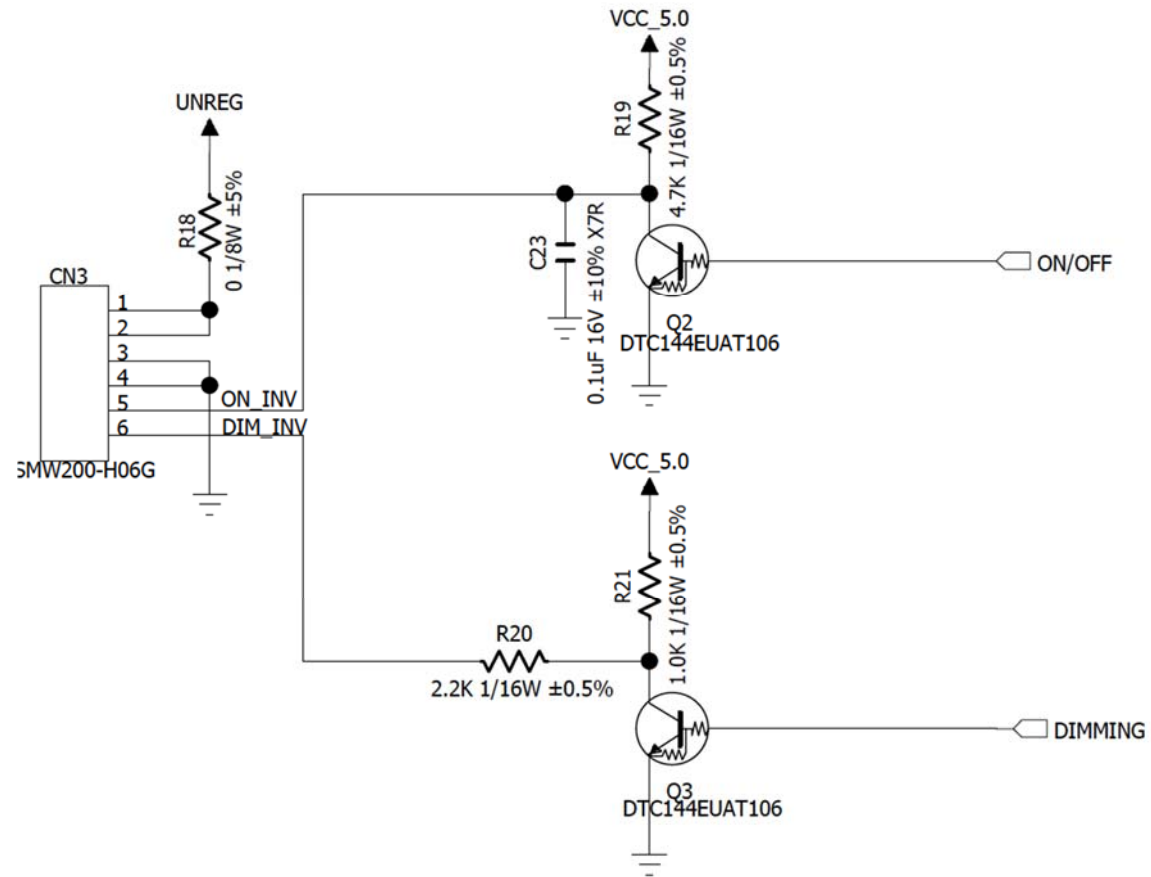 VCC_5.0
R19
4.7K 1/16W ±0.5%
UNREG
R18
0 1/8W ±5%
C23
0.1uF 16V ±10% X7R
ON/OFF
Q2
DTC144EUAT106
CN3
1
2
3
4
5
6
ON_INV
DIM_INV
SMW200-H06G
VCC_5.0
R21
1.0K 1/16W ±0.5%
R20
2.2K 1/16W ±0.5%
DIMMING
Q3
DTC144EUAT106